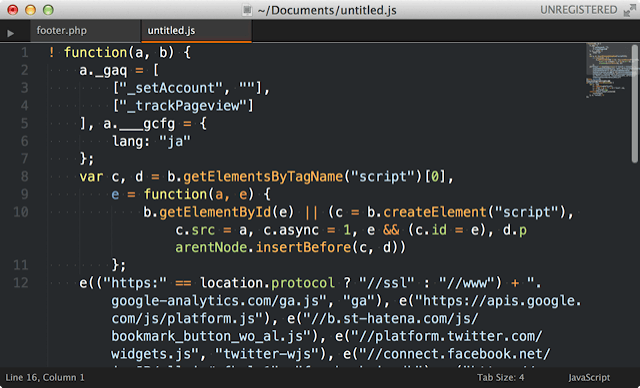 ~/Documents/untitled.js
UNREGISTERED
footer.php
untitled.js
1 ! function(a, b) {
2 a._gaq = [
3 ["_setAccount", ""],
4 ["_trackPageview"]
5 ], a.___gcfg = {
6 lang: "ja"
7 };
8 var c, d = b.getElementsByTagName("script")[0],
9 e = function(a, e) {
10 b.getElementById(e) || (c = b.createElement("script"),
c.src = a, c.async = 1, e && (c.id = e), d.p
arentNode.insertBefore(c, d))
11 };
12 e(("https:" == location.protocol ? "//ssl" : "//www") + ".
google-analytics.com/ga.js", "ga"), e("https://apis.google.
com/js/platform.js"), e("//b.st-hatena.com/js/
bookmark_button_wo_al.js"), e("//platform.twitter.com/
widgets.js", "twitter-wjs"), e("//connect.facebook.net/
Line 16, Column 1
Tab Size: 4
JavaScript